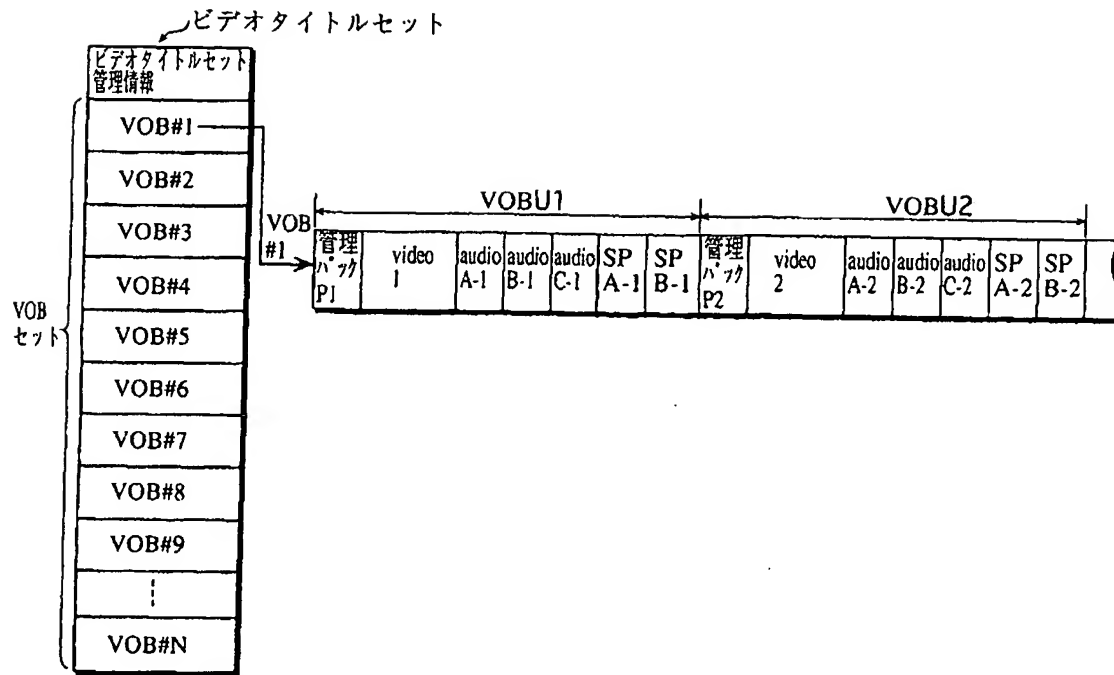 ビデオタイトルセット
ビデオタイトルセット
管理情報
VOB#1
VOB#2
VOB#3
VOB#4
VOB#5
VOB#6
VOB#7
VOB#8
VOB#9
VOB#N
VOB
セット
VOB
#1
VOBU1
VOBU2
管理
パック
P1
video
1
audio
A-1
audio
B-1
audio
C-1
SP
A-1
SP
B-1
管理
パック
P2
video
2
audio
A-2
audio
B-2
audio
C-2
SP
A-2
SP
B-2